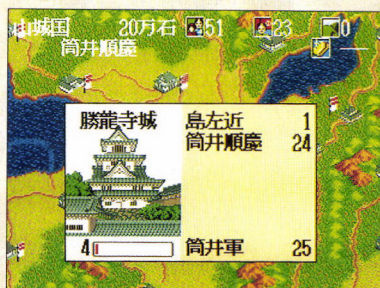 山城国 20万石 51 23 0
筒井順慶
勝龍寺城 島左近 1
筒井順慶 24
4 筒井軍 25